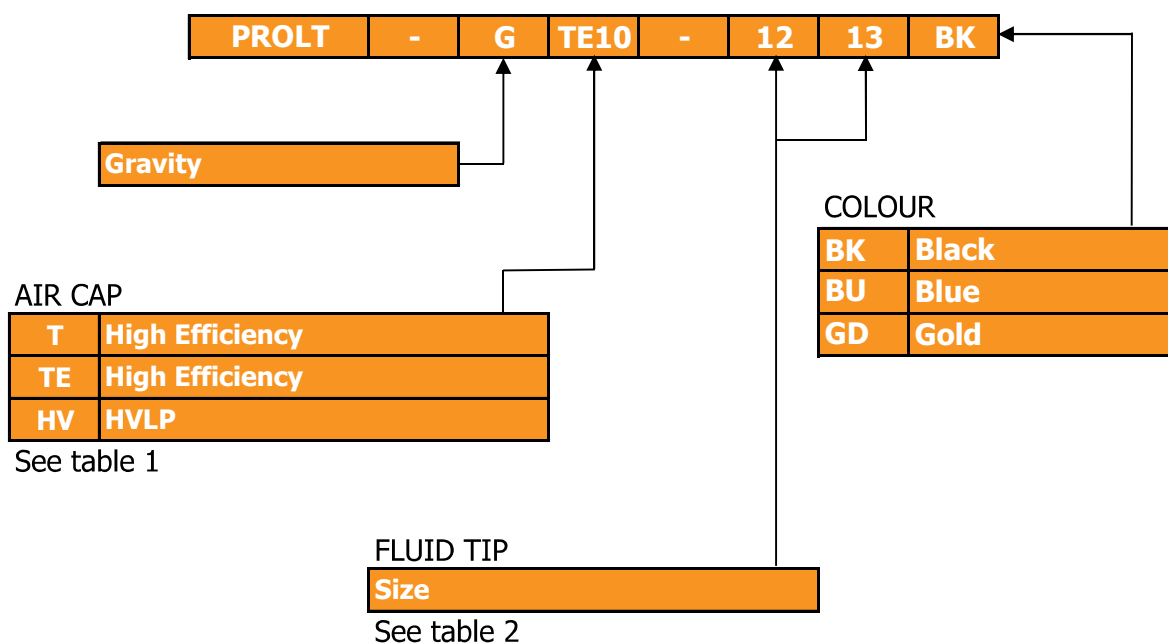 PROLT - G TE10 - 12 13 BK
Gravity
COLOUR
BK Black
BU Blue
GD Gold
AIR CAP
T High Efficiency
TE High Efficiency
HV HVLP
See table 1
FLUID TIP
Size
See table 2